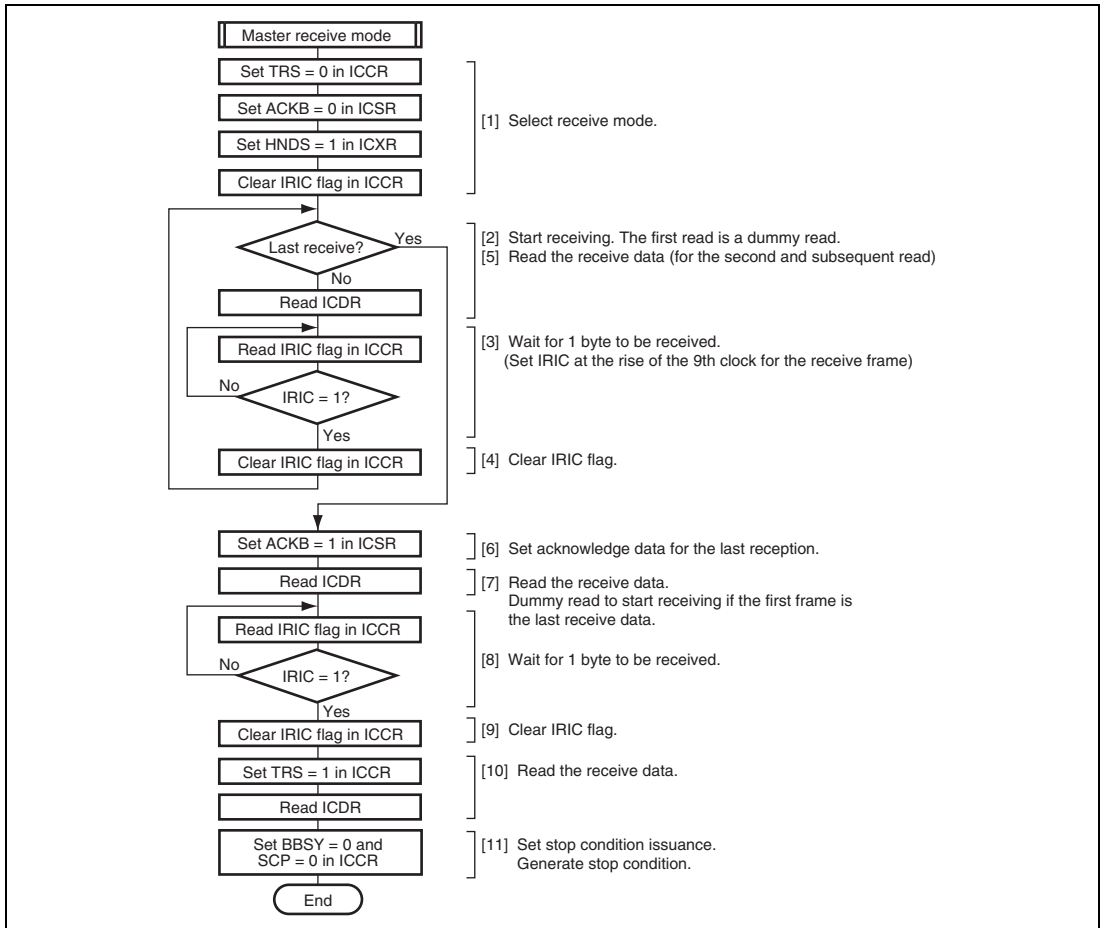 Master receive mode
Set TRS = 0 in ICCR
Set ACKB = 0 in ICSR
Set HNDS = 1 in ICXR
Clear IRIC flag in ICCR
[1] Select receive mode.
Last receive?
Yes
No
Read ICDR
[2] Start receiving. The first read is a dummy read.
[5] Read the receive data (for the second and subsequent read)
Read IRIC flag in ICCR
No
IRIC = 1?
Yes
[3] Wait for 1 byte to be received.
(Set IRIC at the rise of the 9th clock for the receive frame)
Clear IRIC flag in ICCR
[4] Clear IRIC flag.
Set ACKB = 1 in ICSR
[6] Set acknowledge data for the last reception.
Read ICDR
[7] Read the receive data.
Dummy read to start receiving if the first frame is
the last receive data.
Read IRIC flag in ICCR
No
IRIC = 1?
Yes
[8] Wait for 1 byte to be received.
Clear IRIC flag in ICCR
[9] Clear IRIC flag.
Set TRS = 1 in ICCR
[10] Read the receive data.
Read ICDR
Set BBSY = 0 and
SCP = 0 in ICCR
[11] Set stop condition issuance.
Generate stop condition.
End